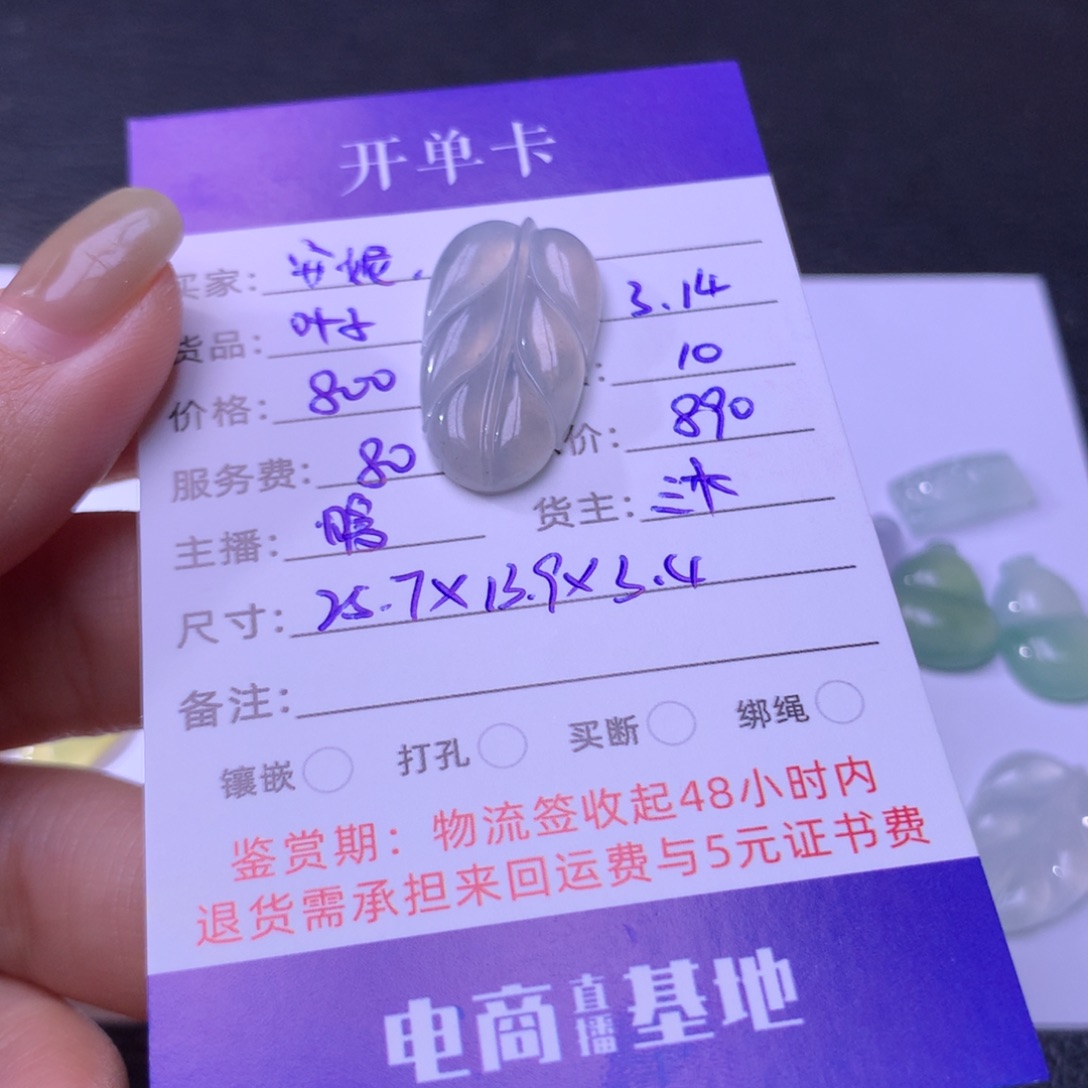 开单卡
买家: 安妮. 
货品: 叶子 3.14
价格: 800 : 10
服务费: 80 价: 890
主播: 货主: 三木
尺寸: 25.7×13.9×5.4
备注:
镶嵌 打孔 买断 绑绳
鉴赏期：物流签收起48小时内
退货需承担来回运费与5元证书费
电商直播基地